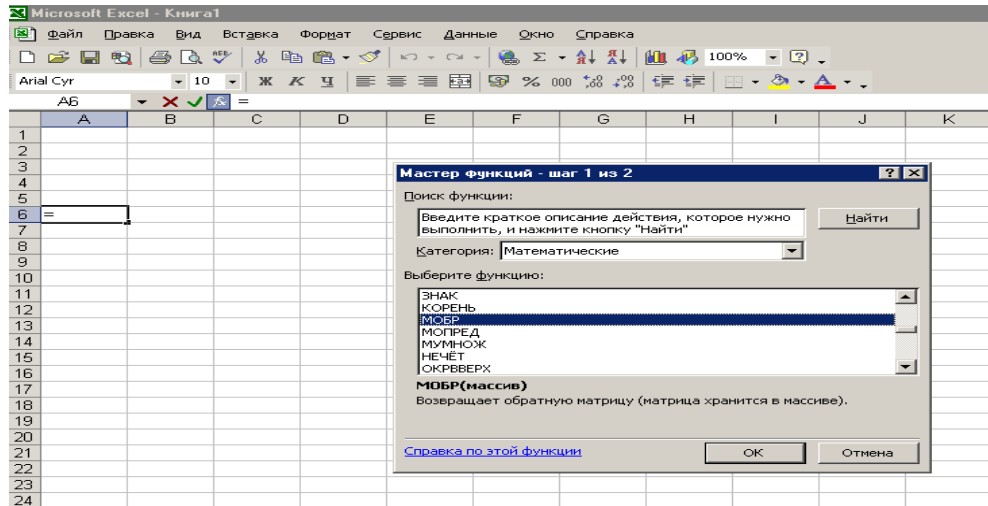 Microsoft Excel - Книга1
Файл Правка Вид Вставка Формат Сервис Данные Окно Справка
100%
Arial Cyr 10 Ж К Ч % 000
A6 =
A B C D E F G H I J K
1
2
3
Мастер функций - шаг 1 из 2
4
5
Поиск функции:
6 =
Введите краткое описание действия, которое нужно
Найти
7
выполнить, и нажмите кнопку "Найти"
8
Категория: Математические
9
10
Выберите функцию:
11
ЗНАК
12
КОРЕНЬ
13
МОБР
14
МОПРЕД
МУМНОЖ
15
НЕЧЁТ
16
ОКРВВЕРХ
17
МОБР(массив)
18
Возвращает обратную матрицу (матрица хранится в массиве).
19
20
21
Справка по этой функции
ОК Отмена
22
23
24